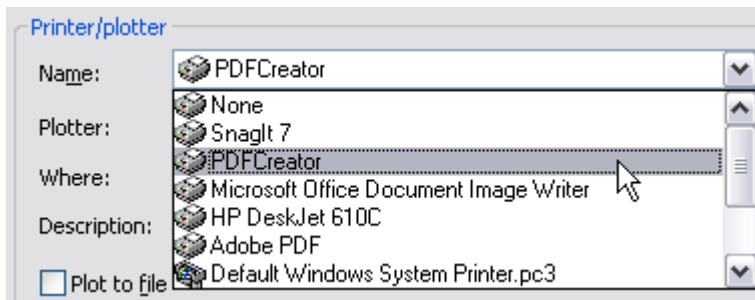 Printer/plotter
Name:
PDFCreator
None
Plotter:
SnagIt 7
PDFCreator
Where:
Microsoft Office Document Image Writer
HP DeskJet 610C
Description:
Adobe PDF
Plot to file
Default Windows System Printer.pc3